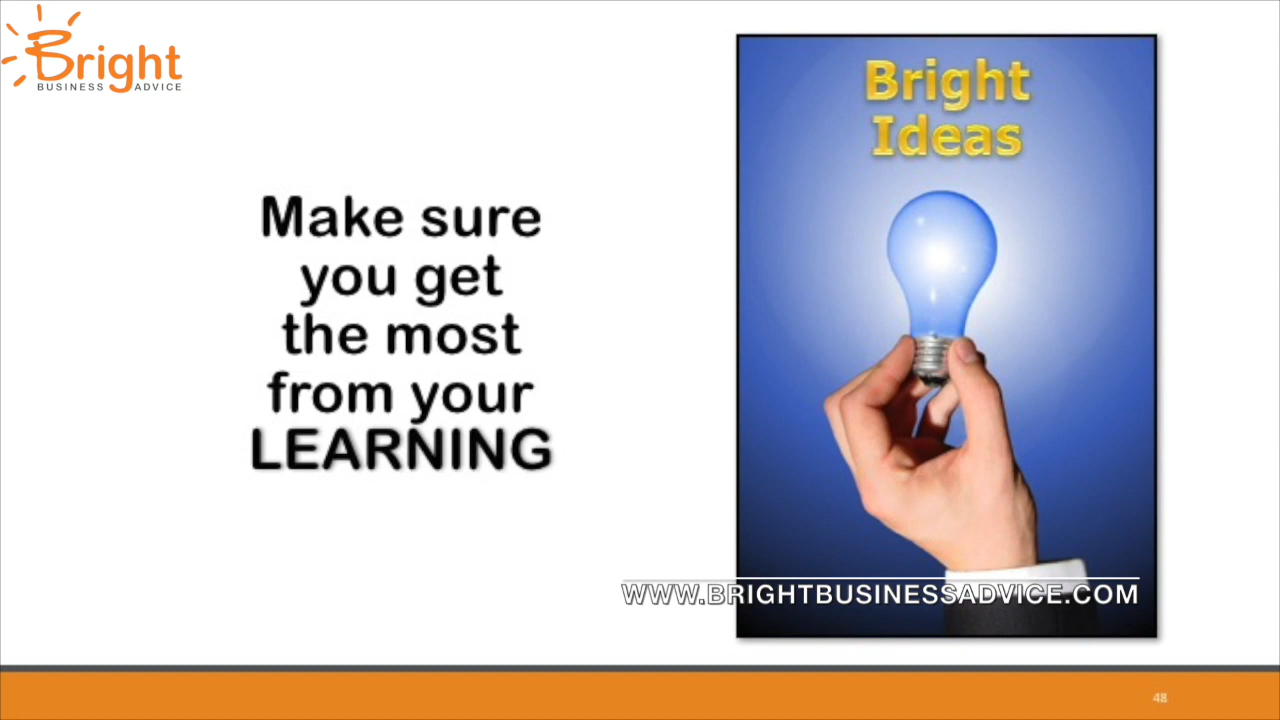 Bright
BUSINESS ADVICE
Make sure
you get
the most
from your
LEARNING
Bright
Ideas
WWW.BRIGHTBUSINESSADVICE.COM
48